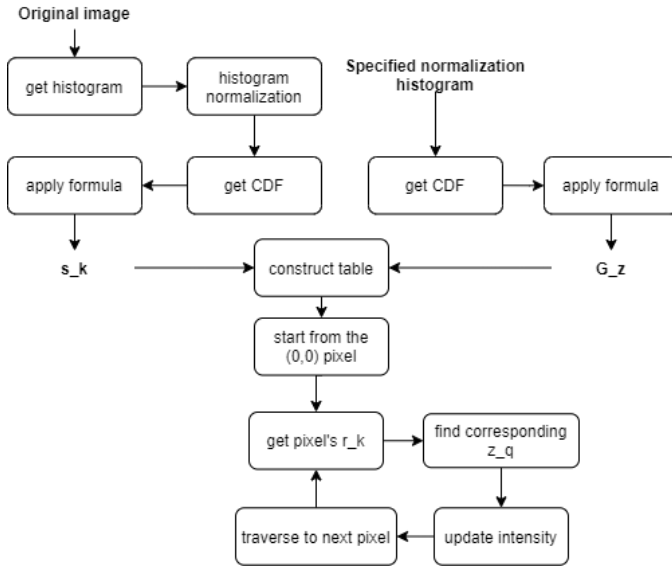 Original image
get histogram
histogram
normalization
Specified normalization
histogram
apply formula
get CDF
get CDF
apply formula
s_k
construct table
G_z
start from the
(0,0) pixel
get pixel's r_k
find corresponding
z_q
traverse to next pixel
update intensity